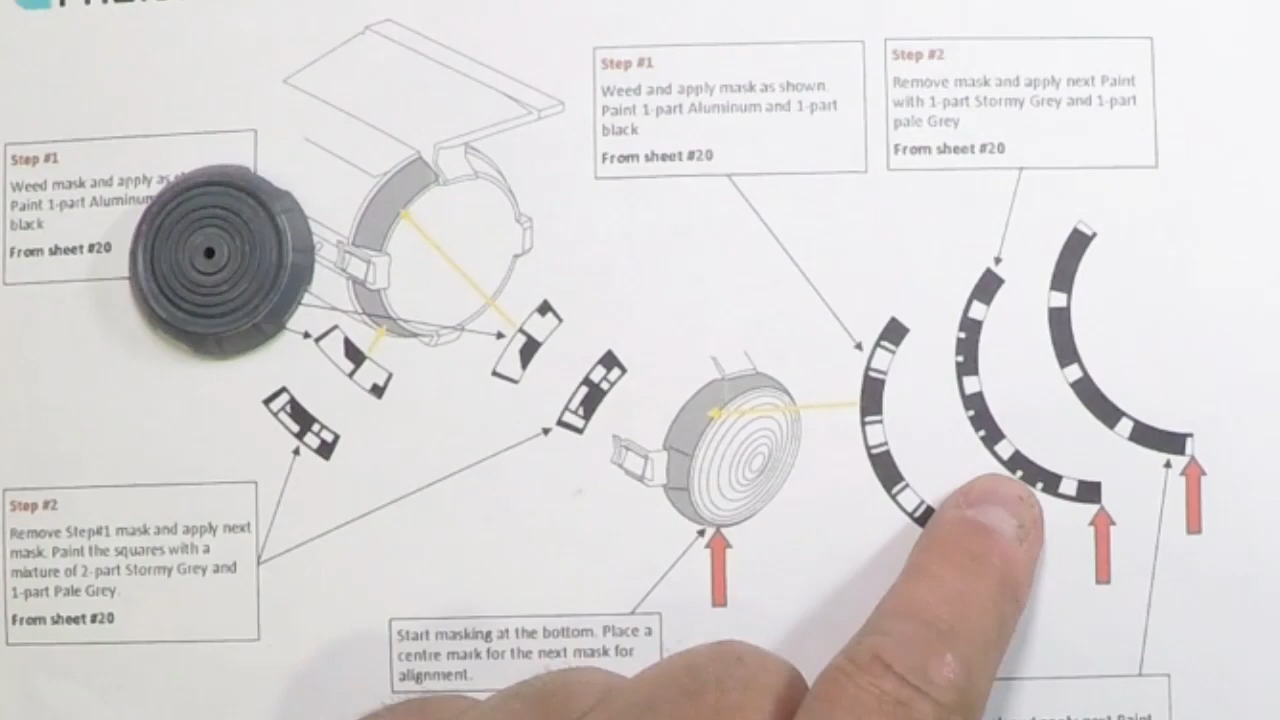 Step #1
Weed and apply mask as shown.
Paint 1-part Aluminum and 1-part
black
From sheet #20
Step #2
Remove mask and apply next Paint
with 1-part Stormy Grey and 1-part
pale Grey
From sheet #20
Step #1
Weed mask and apply as
Paint 1-part Aluminum
black
From sheet #20
Step #2
Remove Step#1 mask and apply next
mask. Paint the squares with a
mixture of 2-part Stormy Grey and
1-part Pale Grey.
From sheet #20
Start masking at the bottom. Place a
centre mark for the next mask for
alignment.
apply next Paint